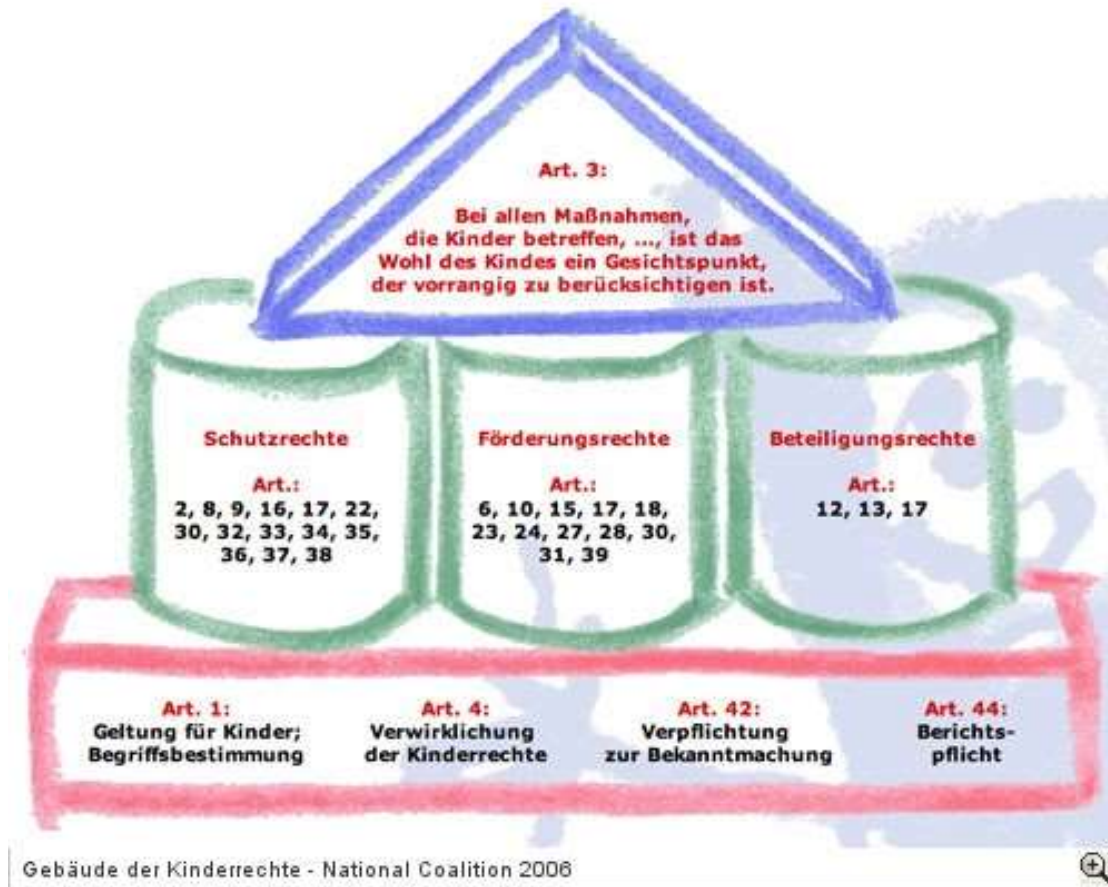 Art. 3:
Bei allen Maßnahmen,
die Kinder betreffen, ..., ist das
Wohl des Kindes ein Gesichtspunkt,
der vorrangig zu berücksichtigen ist.
Schutzrechte
Art.:
2, 8, 9, 16, 17, 22,
30, 32, 33, 34, 35,
36, 37, 38
Förderungsrechte
Art.:
6, 10, 15, 17, 18,
23, 24, 27, 28, 30,
31, 39
Beteiligungsrechte
Art.:
12, 13, 17
Art. 1:
Geltung für Kinder;
Begriffsbestimmung
Art. 4:
Verwirklichung
der Kinderrechte
Art. 42:
Verpflichtung
zur Bekanntmachung
Art. 44:
Berichts-
pflicht
Gebäude der Kinderrechte - National Coalition 2006